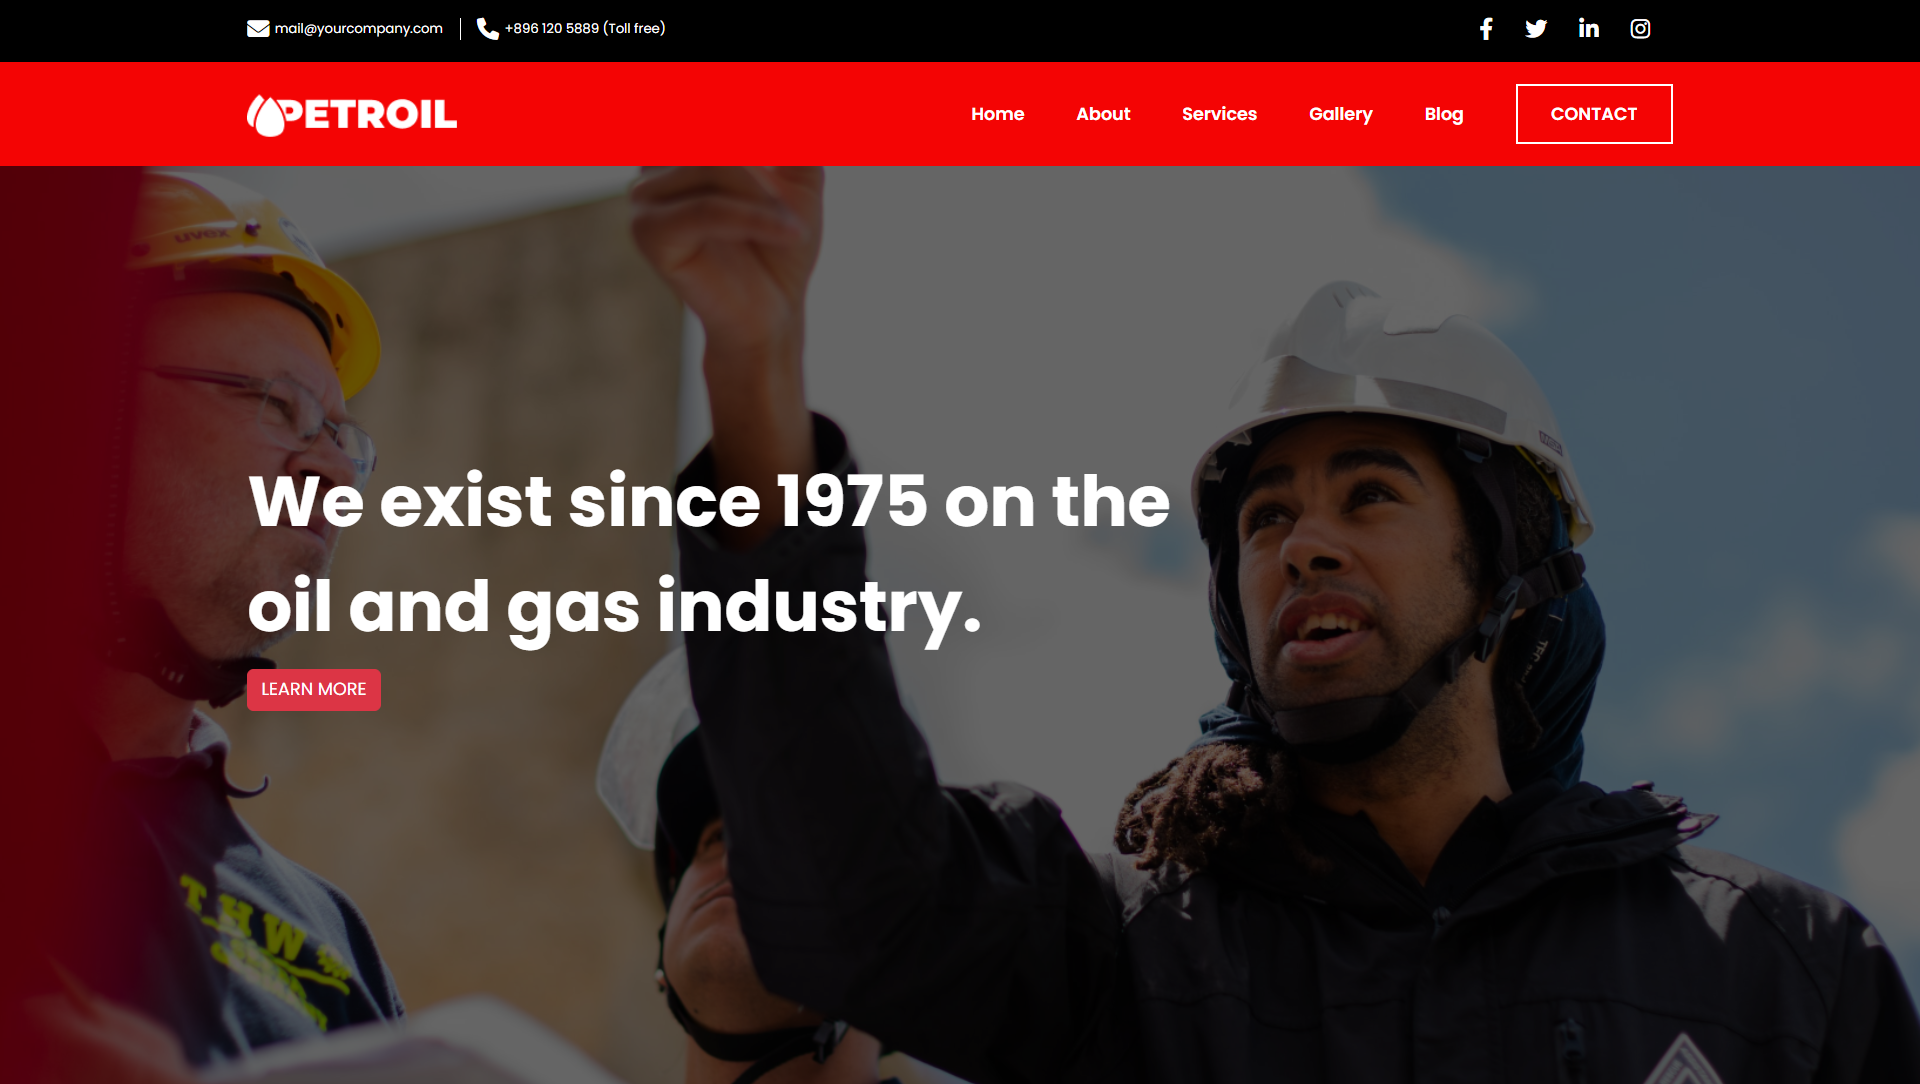 mail@yourcompany.com
+896 120 5889 (Toll free)
PETROIL
Home
About
Services
Gallery
Blog
CONTACT
uvex
We exist since 1975 on the
oil and gas industry.
LEARN MORE
THW